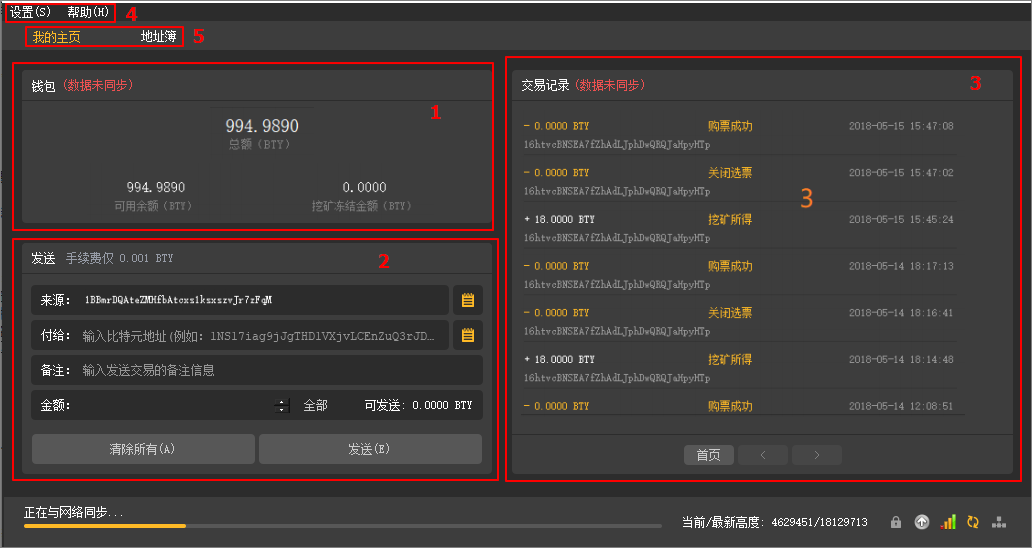 设置(S) 帮助(H) 4
我的主页 地址簿 5
钱包 (数据未同步)
1
994.9890
总额(BTY)
994.9890 0.0000
可用余额(BTY) 挖矿冻结金额(BTY)
发送 手续费仅 0.001 BTY
2
来源: 1BBmrDQAteZMHfbAtoxs1ksxszvJr7zFqM
付给: 输入比特元地址(例如: 1NS17iag9jJgTHD1VXjvLCEnZuQ3rJD...
备注: 输入发送交易的备注信息
金额: 全部 可发送: 0.0000 BTY
清除所有(A) 发送(E)
交易记录 (数据未同步) 3
- 0.0000 BTY 购票成功 2018-05-15 15:47:08
16htvcBNSEA7fZhAdLJphDwQRQJaHpyHTp
- 0.0000 BTY 关闭选票 2018-05-15 15:47:02
16htvcBNSEA7fZhAdLJphDwQRQJaHpyHTp
3
+ 18.0000 BTY 挖矿所得 2018-05-15 15:45:24
16htvcBNSEA7fZhAdLJphDwQRQJaHpyHTp
- 0.0000 BTY 购票成功 2018-05-14 18:17:13
16htvcBNSEA7fZhAdLJphDwQRQJaHpyHTp
- 0.0000 BTY 关闭选票 2018-05-14 18:16:41
16htvcBNSEA7fZhAdLJphDwQRQJaHpyHTp
+ 18.0000 BTY 挖矿所得 2018-05-14 18:14:48
16htvcBNSEA7fZhAdLJphDwQRQJaHpyHTp
- 0.0000 BTY 购票成功 2018-05-14 12:08:51
首页 < >
正在与网络同步...
当前/最新高度: 4629451/18129713